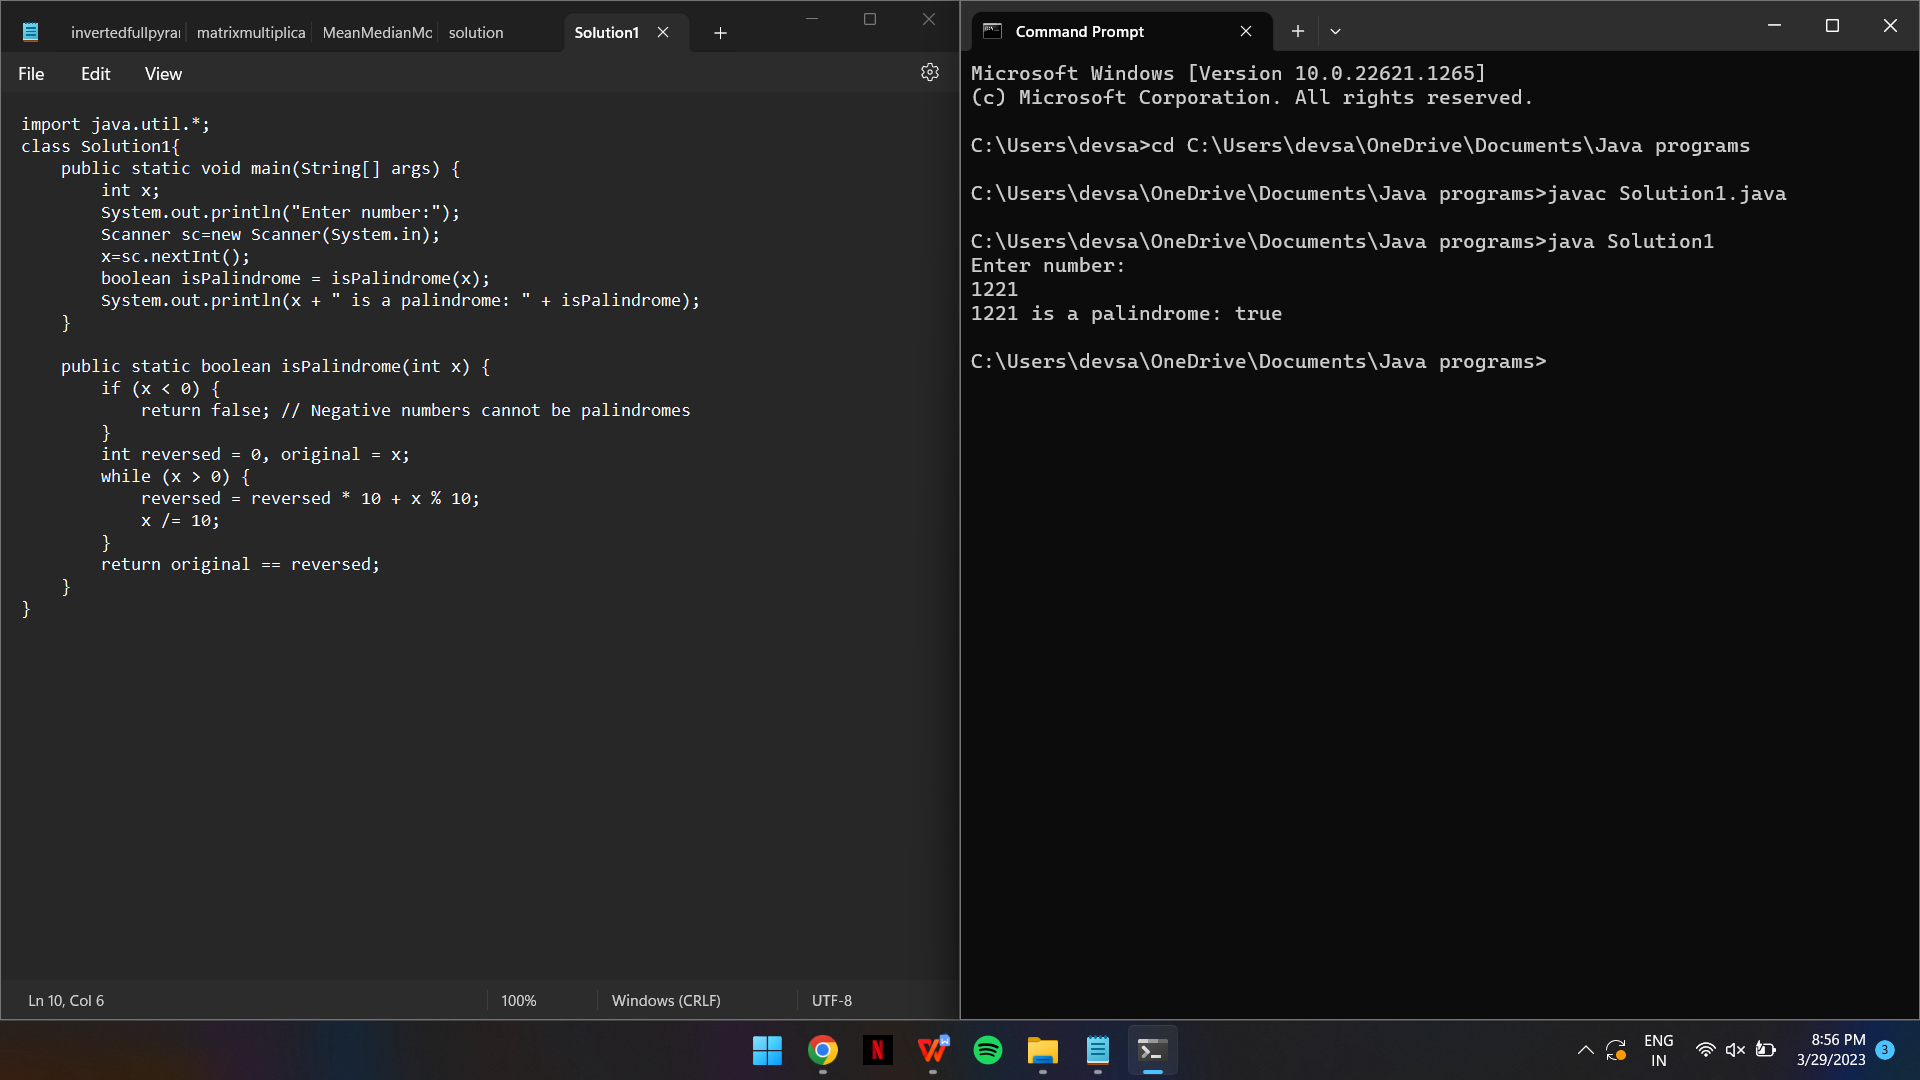 invertedfullpyra
matrixmultiplica
MeanMedianMo
solution
Solution1
File
Edit
View
import java.util.*;
class Solution1{
    public static void main(String[] args) {
        int x;
        System.out.println("Enter number:");
        Scanner sc=new Scanner(System.in);
        x=sc.nextInt();
        boolean isPalindrome = isPalindrome(x);
        System.out.println(x + " is a palindrome: " + isPalindrome);
    }
    public static boolean isPalindrome(int x) {
        if (x < 0) {
            return false; // Negative numbers cannot be palindromes
        }
        int reversed = 0, original = x;
        while (x > 0) {
            reversed = reversed * 10 + x % 10;
            x /= 10;
        }
        return original == reversed;
    }
}
Ln 10, Col 6
100%
Windows (CRLF)
UTF-8
Command Prompt
Microsoft Windows [Version 10.0.22621.1265]
(c) Microsoft Corporation. All rights reserved.
C:\Users\devsa>cd C:\Users\devsa\OneDrive\Documents\Java programs
C:\Users\devsa\OneDrive\Documents\Java programs>javac Solution1.java
C:\Users\devsa\OneDrive\Documents\Java programs>java Solution1
Enter number:
1221
1221 is a palindrome: true
C:\Users\devsa\OneDrive\Documents\Java programs>
ENG
IN
8:56 PM
3/29/2023
3